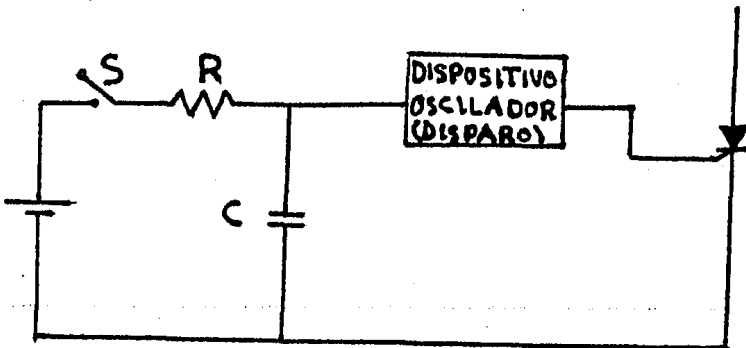 S
R
DISPOSITIVO
OSCILADOR
(DISPARO)
C